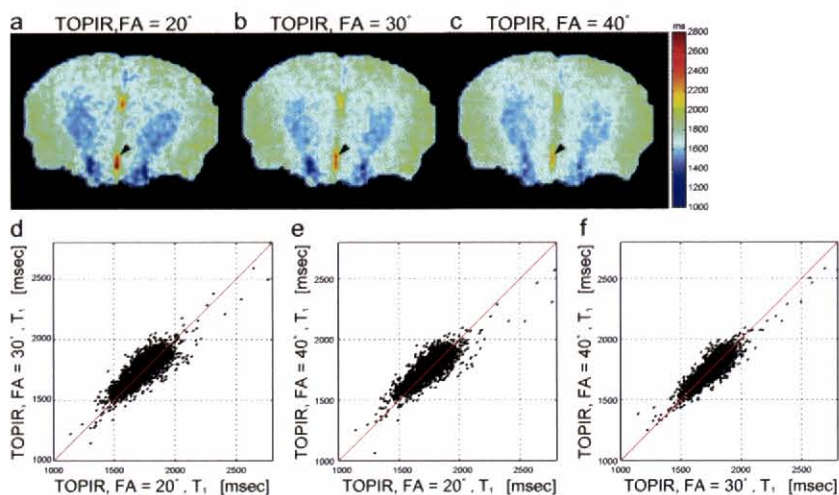 a TOPIR,FA = 20° b TOPIR, FA = 30° c TOPIR, FA = 40°
ms
2800
2600
2400
2200
2000
1800
1600
1400
1200
1000
d e f
TOPIR, FA = 30°, T₁ [msec]
2500
2000
1500
1000
1000 1500 2000 2500
TOPIR, FA = 20°, T₁ [msec]
TOPIR, FA = 40°, T₁ [msec]
2500
2000
1500
1000
1000 1500 2000 2500
TOPIR, FA = 20°, T₁ [msec]
TOPIR, FA = 40°, T₁ [msec]
2500
2000
1500
1000
1000 1500 2000 2500
TOPIR, FA = 30°, T₁ [msec]